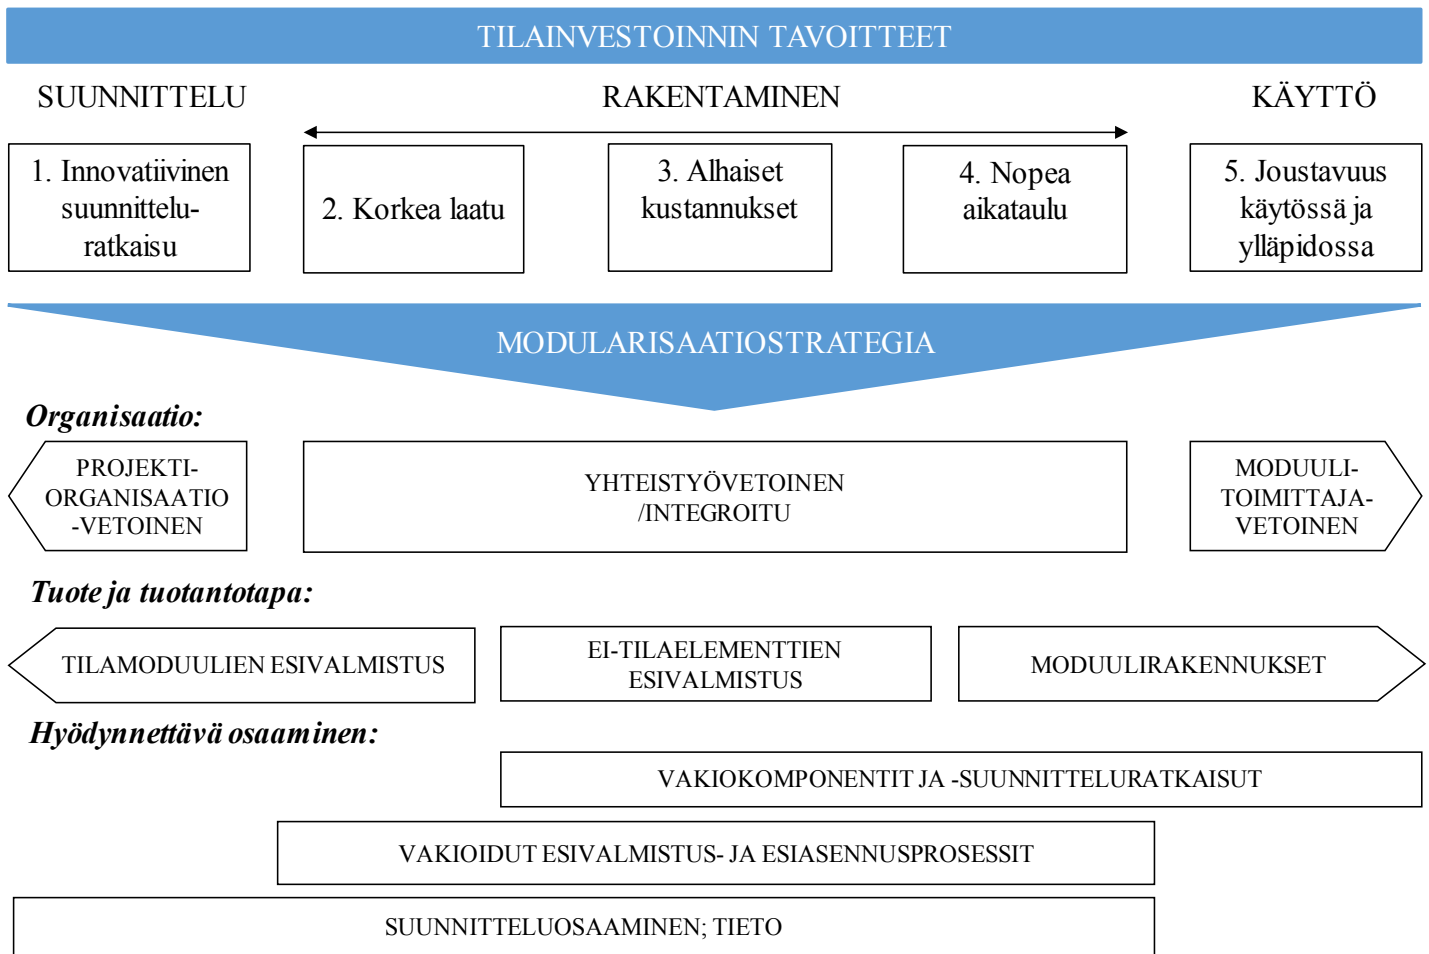 TILAINVESTOINNIN TAVOITTEET
SUUNNITTELU
RAKENTAMINEN
KÄYTTÖ
1. Innovatiivinen
suunnittelu-
ratkaisu
2. Korkea laatu
3. Alhaiset
kustannukset
4. Nopea
aikataulu
5. Joustavuus
käytössä ja
ylläpidossa
MODULARISAATIOSTRATEGIA
Organisaatio:
PROJEKTI-
ORGANISAATIO
-VETOINEN
YHTEISTYÖVETOINEN
/INTEGROITU
MODUULI-
TOIMITTAJA-
VETOINEN
Tuote ja tuotantotapa:
TILAMODUULIEN ESIVALMISTUS
EI-TILAELEMENTTIEN
ESIVALMISTUS
MODUULIRAKENNUKSET
Hyödynnettävä osaaminen:
VAKIOKOMPONENTIT JA -SUUNNITTELURATKAISUT
VAKIOIDUT ESIVALMISTUS- JA ESIASENNUSPROSESSIT
SUUNNITTELUOSAAMINEN; TIETO